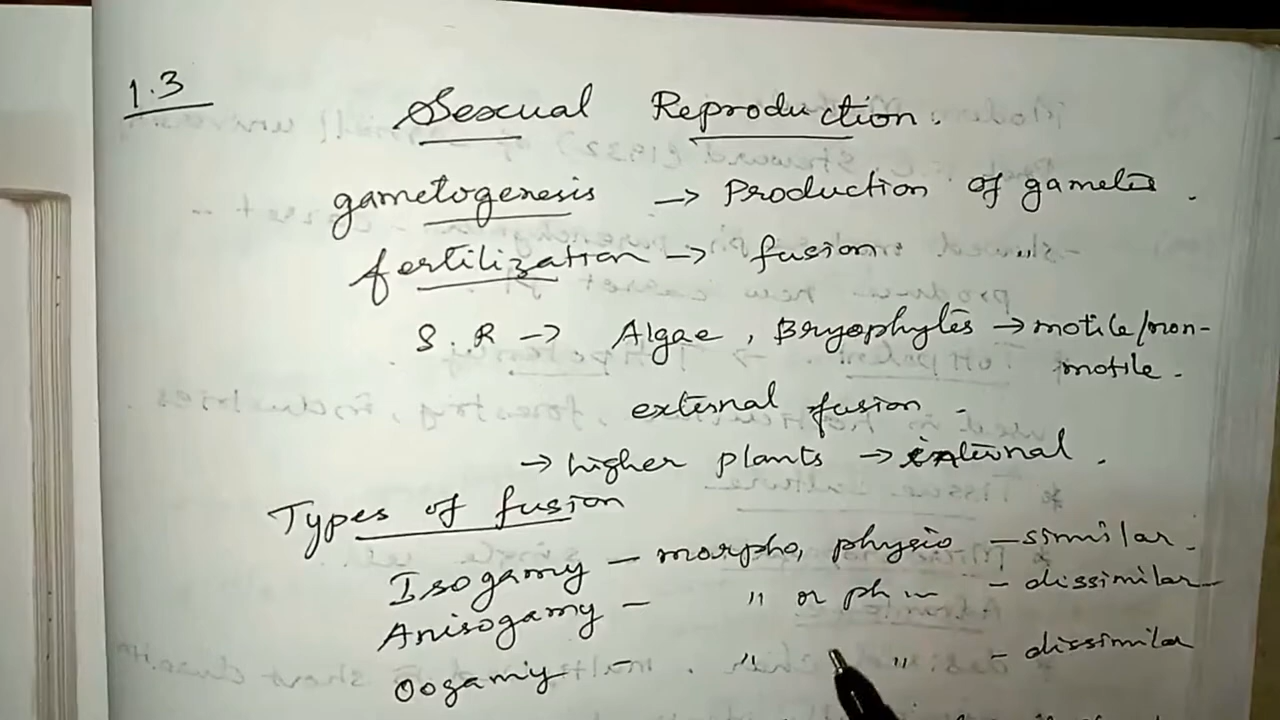 1.3
Sexual Reproduction.
gametogenesis → Production of gametes.
fertilization → fusion "
S.R → Algae, Bryophytes → motile/non-
motile.
external fusion.
→ higher plants → internal.
Types of fusion
Isogamy - morpho, physio - similar.
Anisogamy - " or ph - dissimilar
Oogamy - " " - dissimilar